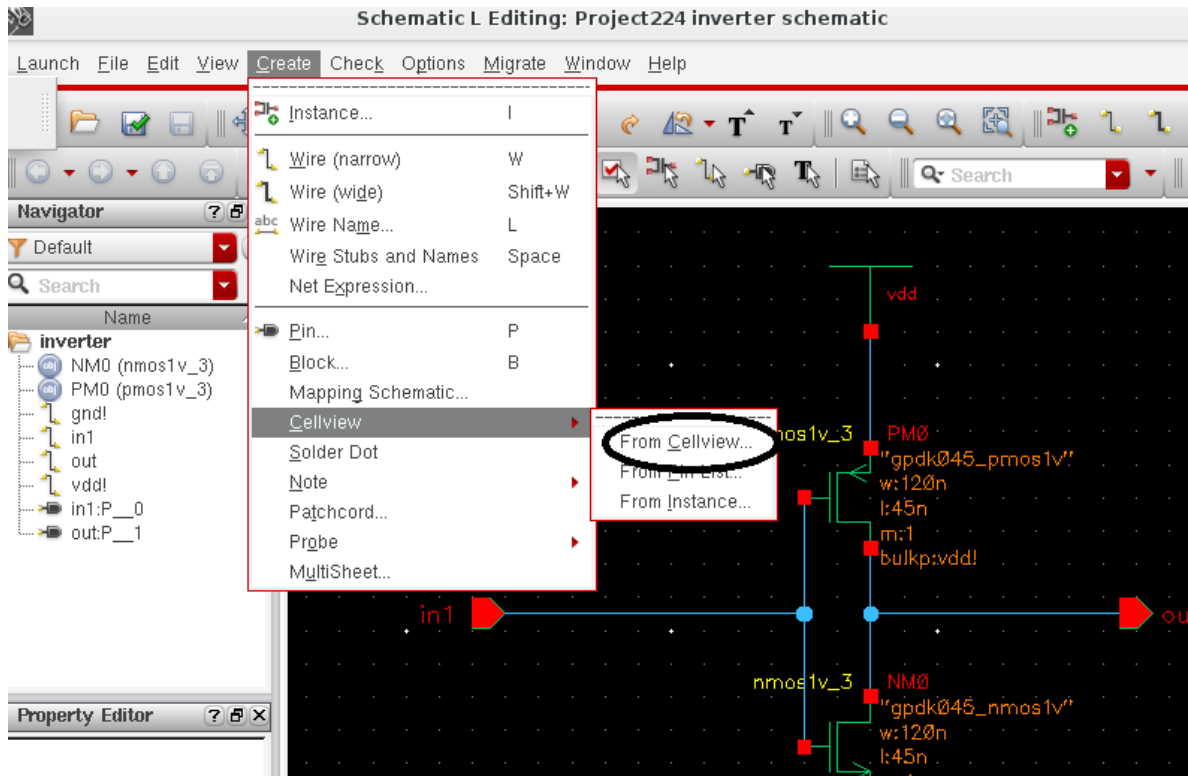 Schematic L Editing: Project224 inverter schematic
Launch File Edit View Create Check Options Migrate Window Help
Instance... I
Wire (narrow) W
Wire (wide) Shift+W
abc Wire Name... L
Wire Stubs and Names Space
Net Expression...
Pin... P
Block... B
Mapping Schematic...
Cellview
Solder Dot
Note
Patchcord...
Probe
MultiSheet...
From Cellview...
From Pin List...
From Instance...
Search
Navigator
Default
Search
Name
inverter
NM0 (nmos1v_3)
PM0 (pmos1v_3)
gnd!
in1
out
vdd!
in1:P__0
out:P__1
Property Editor
vdd
PM0
"gpdk045_pmos1v"
w:120n
l:45n
m:1
bulkp:vdd!
in1
nmos1v_3 NM0
"gpdk045_nmos1v"
w:120n
l:45n